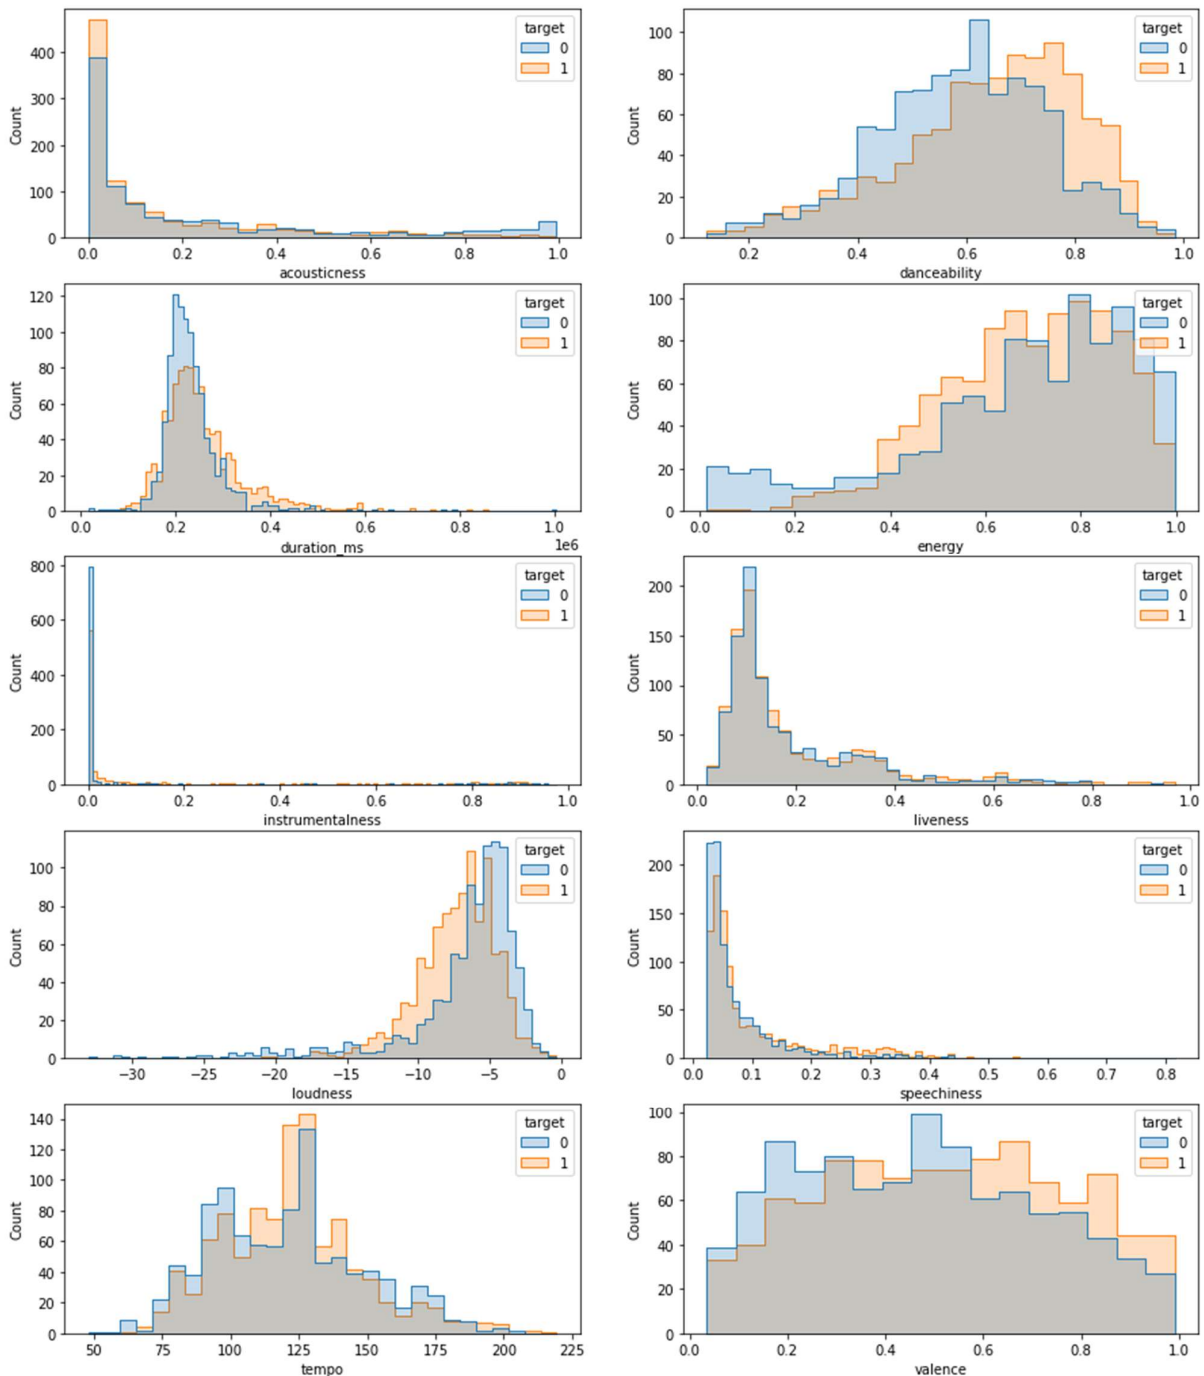 target
0
1
Count
400
300
200
100
0
0.0 0.2 0.4 0.6 0.8 1.0
acousticness
target
0
1
Count
100
80
60
40
20
0
0.2 0.4 0.6 0.8 1.0
danceability
target
0
1
Count
120
100
80
60
40
20
0
0.0 0.2 0.4 0.6 0.8 1.0
1e6
duration_ms
target
0
1
Count
100
80
60
40
20
0
0.0 0.2 0.4 0.6 0.8 1.0
energy
target
0
1
Count
800
600
400
200
0
0.0 0.2 0.4 0.6 0.8 1.0
instrumentalness
target
0
1
Count
200
150
100
50
0
0.0 0.2 0.4 0.6 0.8 1.0
liveness
target
0
1
Count
100
80
60
40
20
0
−30 −25 −20 −15 −10 −5 0
loudness
target
0
1
Count
200
150
100
50
0
0.0 0.1 0.2 0.3 0.4 0.5 0.6 0.7 0.8
speechiness
target
0
1
Count
140
120
100
80
60
40
20
0
50 75 100 125 150 175 200 225
tempo
target
0
1
Count
100
80
60
40
20
0
0.0 0.2 0.4 0.6 0.8 1.0
valence